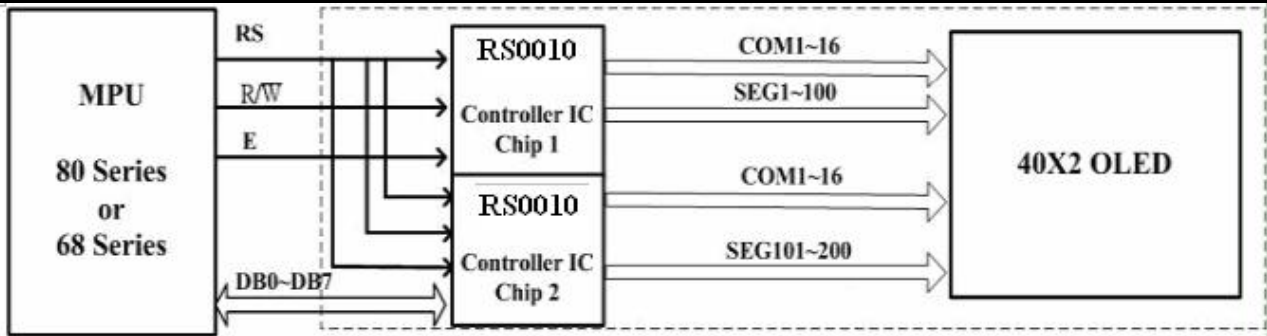 MPU
80 Series
or
68 Series
RS
R/W̅
E
DB0~DB7
RS0010
Controller IC
Chip 1
RS0010
Controller IC
Chip 2
COM1~16
SEG1~100
COM1~16
SEG101~200
40X2 OLED